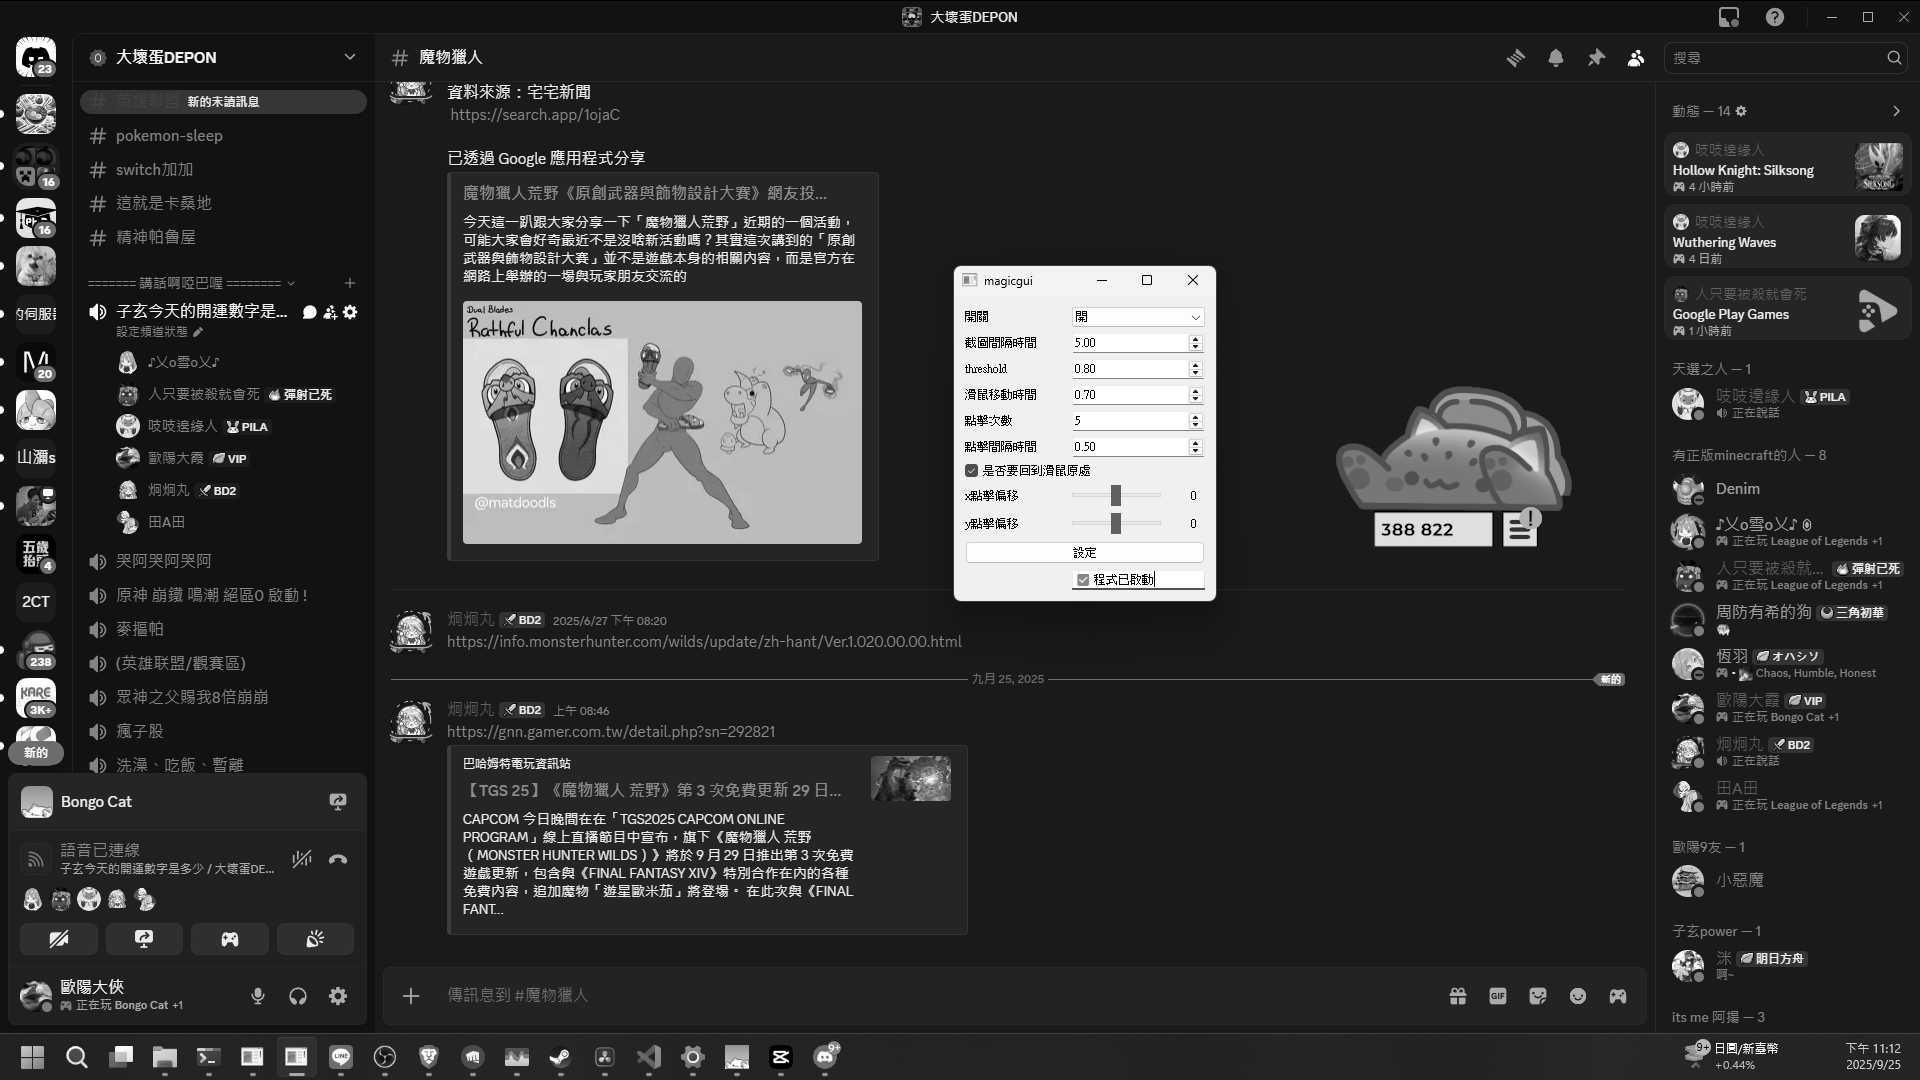 大壞蛋DEPON
23
16
16
的伺服
20
山瀰s
五鐵
抬
4
2CT
238
KARE
3K+
新的
大壞蛋DEPON
英雄聯盟 新的未讀訊息
pokemon-sleep
switch加加
這就是卡桑地
精神帕魯屋
======= 講話啊啞巴喔 ========
子玄今天的開運數字是...
設定頻道狀態
♪乂o雪o乂♪
人只要被殺就會死 彈射已死
吱吱邊緣人 PILA
歐陽大霞 VIP
炯炯丸 BD2
田A田
哭阿哭阿哭阿
原神 崩鐵 鳴潮 絕區0 啟動 !
麥摳帕
(英雄联盟/觀賽區)
眾神之父賜我8倍崩崩
瘋子股
洗澡、吃飯、暫離
Bongo Cat
語音已連線
子玄今天的開運數字是多少 / 大壞蛋DE...
歐陽大俠
正在玩 Bongo Cat +1
魔物獵人
資料來源：宅宅新聞
https://search.app/1ojaC
已透過 Google 應用程式分享
魔物獵人荒野《原創武器與飾物設計大賽》網友投...
今天這一趴跟大家分享一下「魔物獵人荒野」近期的一個活動，
可能大家會好奇最近不是沒啥新活動嗎？其實這次講到的「原創
武器與飾物設計大賽」並不是遊戲本身的相關內容，而是官方在
網路上舉辦的一場與玩家朋友交流的
Dual Blades
Rathful Chanclas
@matdoodls
炯炯丸 BD2 2025/6/27 下午 08:20
https://info.monsterhunter.com/wilds/update/zh-hant/Ver.1.020.00.00.html
九月 25, 2025
新的
炯炯丸 BD2 上午 08:46
https://gnn.gamer.com.tw/detail.php?sn=292821
巴哈姆特電玩資訊站
【TGS 25】《魔物獵人 荒野》第 3 次免費更新 29 日...
CAPCOM 今日晚間在在「TGS2025 CAPCOM ONLINE
PROGRAM」線上直播節目中宣布，旗下《魔物獵人 荒野
（MONSTER HUNTER WILDS）》將於 9 月 29 日推出第 3 次免費
遊戲更新，包含與《FINAL FANTASY XIV》特別合作在內的各種
免費內容，追加魔物「遊星歐米茄」將登場。 在此次與《FINAL
FANT...
傳訊息到 #魔物獵人
GIF
magicgui
開關 開
截圖間隔時間 5.00
threshold 0.80
滑鼠移動時間 0.70
點擊次數 5
點擊間隔時間 0.50
是否要回到滑鼠原處
x點擊偏移 0
y點擊偏移 0
設定
程式已啟動
388 822
搜尋
動態 — 14
吱吱邊緣人
Hollow Knight: Silksong
4 小時前
SILKSONG
吱吱邊緣人
Wuthering Waves
4 日前
人只要被殺就會死
Google Play Games
1 小時前
天選之人 — 1
吱吱邊緣人 PILA
正在說話
有正版minecraft的人 — 8
Denim
♪乂o雪o乂♪
正在玩 League of Legends +1
人只要被殺就... 彈射已死
正在玩 League of Legends +1
周防有希的狗 三角初華
恆羽 オハシソ
Chaos, Humble, Honest
歐陽大霞 VIP
正在玩 Bongo Cat +1
炯炯丸 BD2
正在說話
田A田
正在玩 League of Legends +1
歐陽9友 — 1
小惡魔
子玄power — 1
洣 明日方舟
啊~
its me 阿揚 — 3
LINE
9+
9+
日圓/新臺幣
+0.44%
下午 11:12
2025/9/25